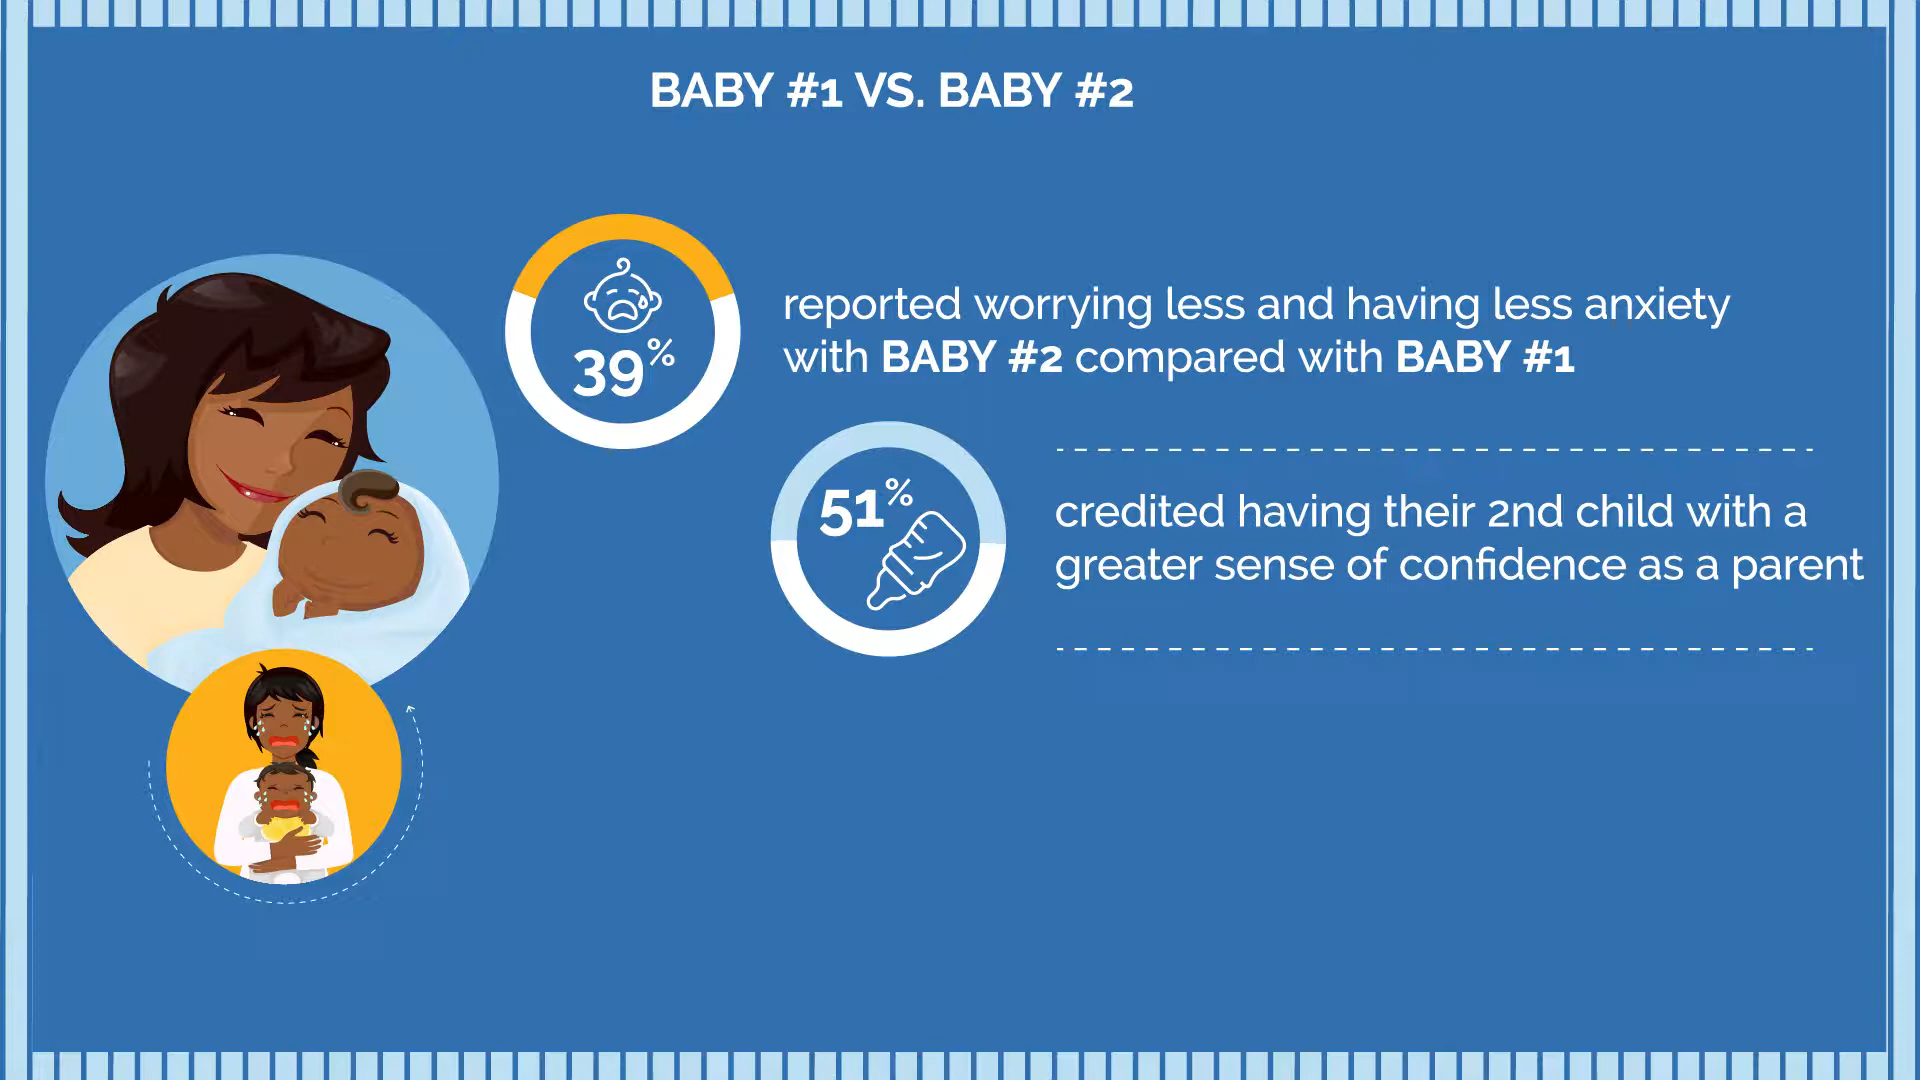 BABY #1 VS. BABY #2
39%
reported worrying less and having less anxiety
with BABY #2 compared with BABY #1
51%
credited having their 2nd child with a
greater sense of confidence as a parent